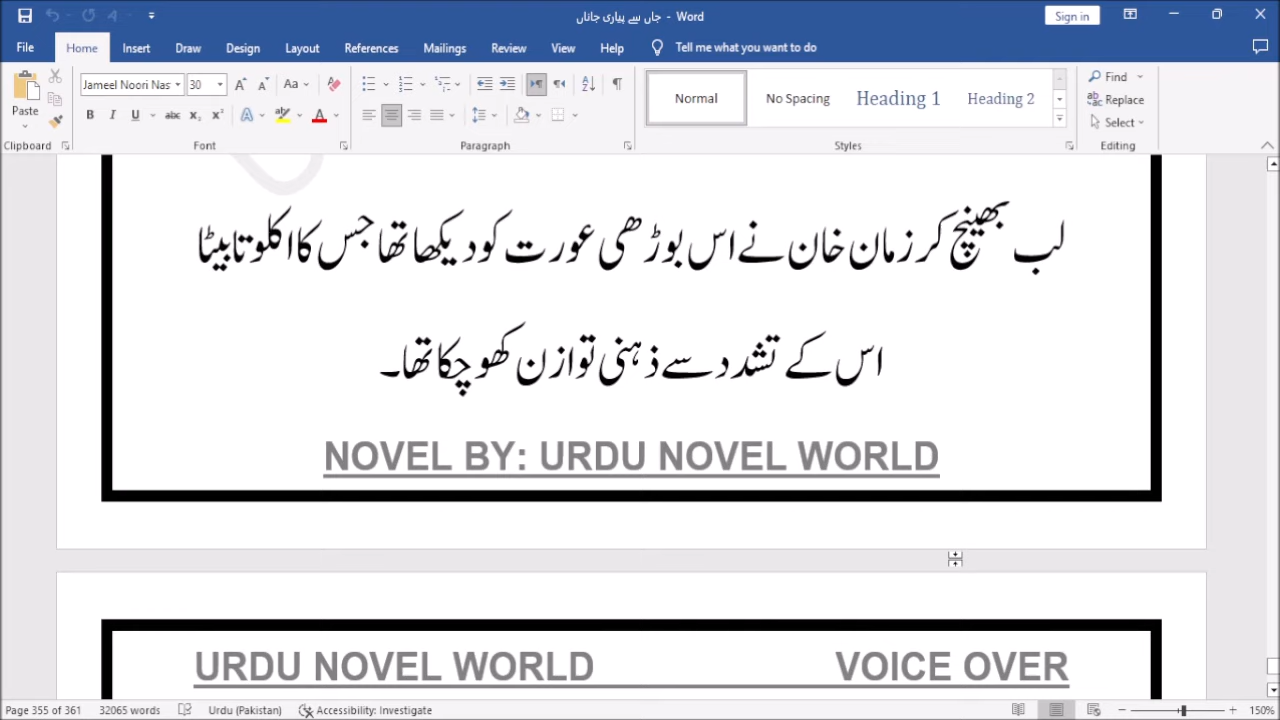 جاں سے پیاری جاناں - Word
Sign in
File Home Insert Draw Design Layout References Mailings Review View Help Tell me what you want to do
Paste
Jameel Noori Nas 30
Aa
B I U abc x₂ x²
Normal
No Spacing
Heading 1
Heading 2
Find
Replace
Select
Clipboard Font Paragraph Styles Editing
لب بھینچ کر زمان خان نے اس بوڑھی عورت کو دیکھا تھا جس کا اکلوتا بیٹا
اس کے تشدد سے ذہنی توازن کھو چکا تھا۔
NOVEL BY: URDU NOVEL WORLD
URDU NOVEL WORLD VOICE OVER
Page 355 of 361 32065 words Urdu (Pakistan) Accessibility: Investigate 150%